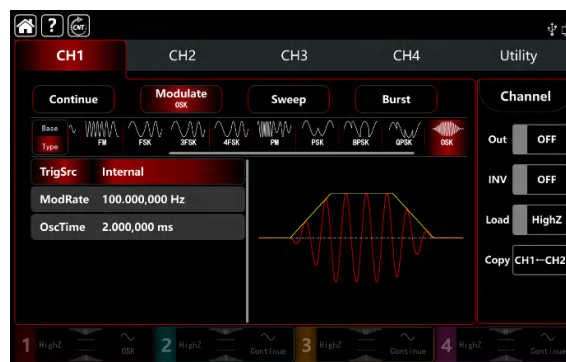 ? CNT
CH1 CH2 CH3 CH4 Utility
Continue Modulate OSK Sweep Burst Channel
Base Type FM FSK 3FSK 4FSK PM PSK BPSK QPSK OSK
Out OFF
TrigSrc Internal
INV OFF
ModRate 100.000,000 Hz
OscTime 2.000,000 ms
Load HighZ
Copy CH1←CH2
1 HighZ OSK 2 HighZ Continue 3 HighZ Continue 4 HighZ Continue